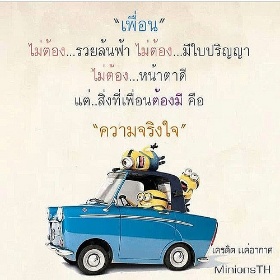 “เพื่อน”
ไม่ต้อง...รวยล้นฟ้า ไม่ต้อง...มีใบปริญญา
ไม่ต้อง...หน้าตาดี
แต่..สิ่งที่เพื่อนต้องมี คือ
“ความจริงใจ”
เครดิต แค่อากาศ
MinionsTH